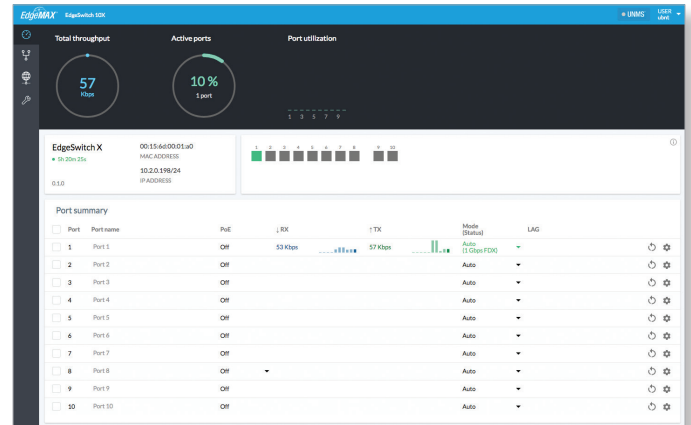 EdgeMAX EdgeSwitch 10X
UNMS
USER
ubnt
Total throughput
Active ports
Port utilization
57
Kbps
10 %
1 port
1 3 5 7 9
EdgeSwitch X
5h 20m 25s
0.1.0
00:15:6d:00:01:a0
MAC ADDRESS
10.2.0.198/24
IP ADDRESS
1 2 3 4 5 6 7 8 9 10
Port summary
Port Port name PoE ↓ RX ↑ TX Mode (Status) LAG
1 Port 1 Off 53 Kbps 57 Kbps Auto (1 Gbps FDX)
2 Port 2 Off Auto
3 Port 3 Off Auto
4 Port 4 Off Auto
5 Port 5 Off Auto
6 Port 6 Off Auto
7 Port 7 Off Auto
8 Port 8 Off Auto
9 Port 9 Off Auto
10 Port 10 Off Auto